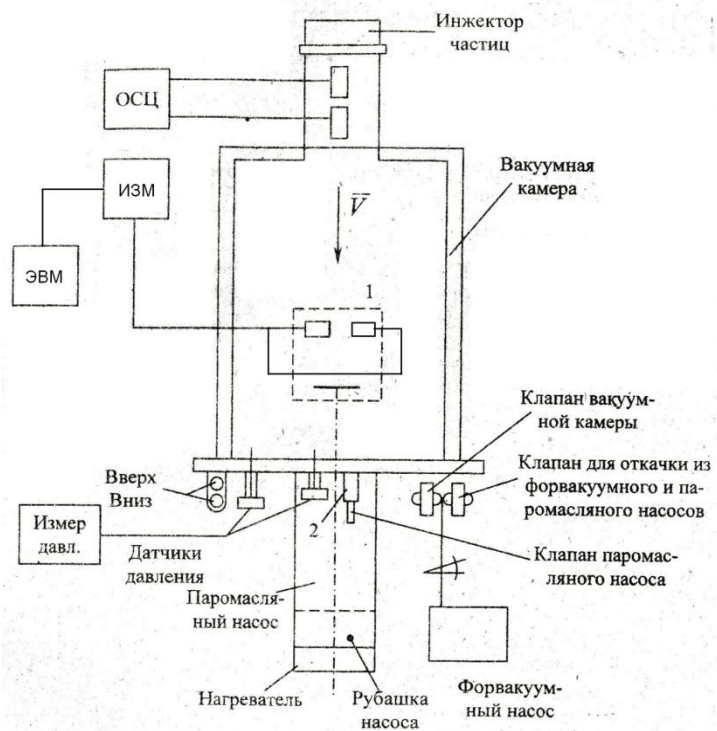 Инжектор
частиц
ОСЦ
ИЗМ
ЭВМ
Вакуумная
камера
V
1
Клапан вакуум-
ной камеры
Вверх
Вниз
Клапан для откачки из
форвакуумного и па-
ромасляного насосов
Измер
давл.
Датчики
давления
2
Клапан паромас-
ляного насоса
Паромасля-
ный насос
Нагреватель
Рубашка
насоса
Форвакуум-
ный насос